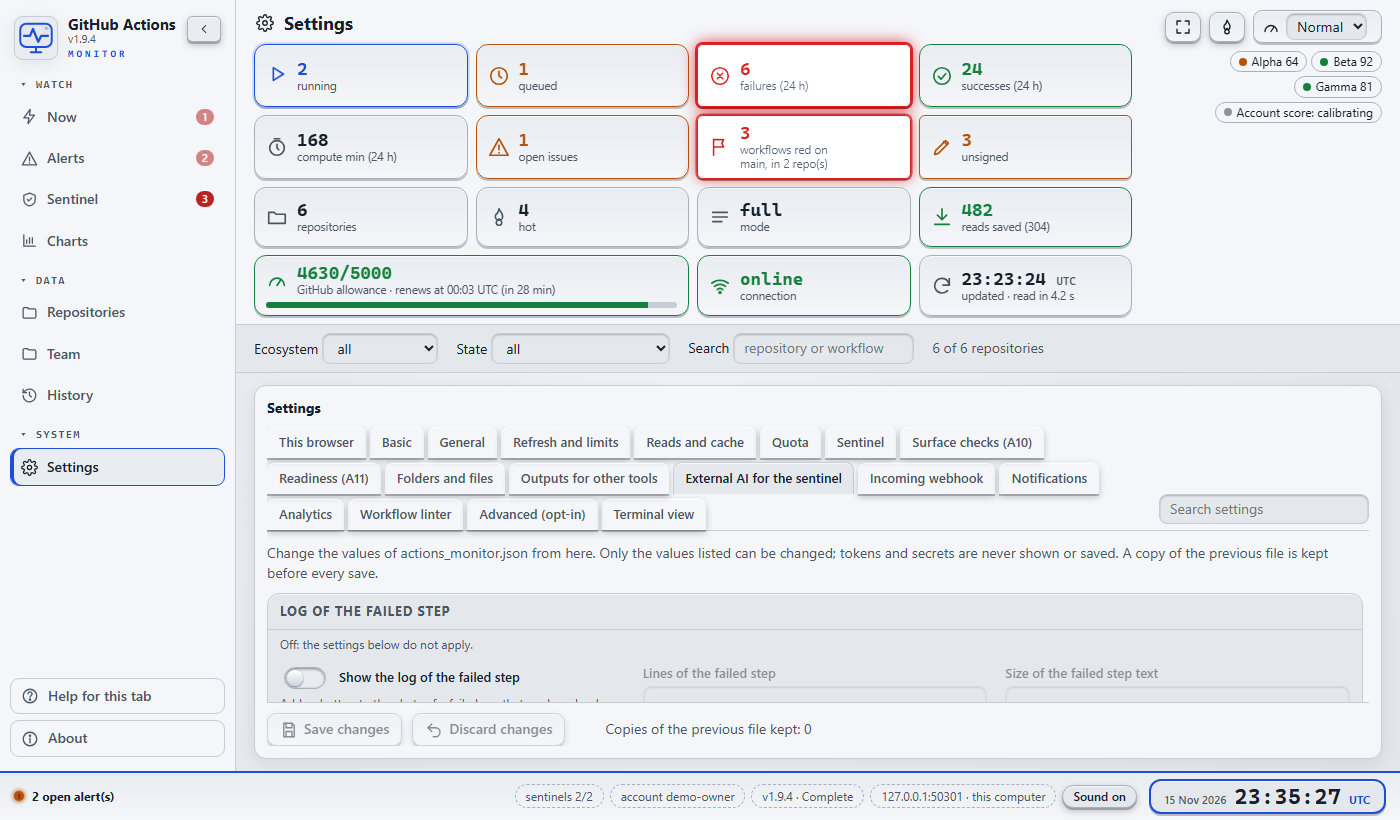 GitHub Actions
v1.9.4
MONITOR
WATCH
Now 1
Alerts 2
Sentinel 3
Charts
DATA
Repositories
Team
History
SYSTEM
Settings
Help for this tab
About
Settings
Normal
Alpha 64
Beta 92
Gamma 81
Account score: calibrating
2
running
1
queued
6
failures (24 h)
24
successes (24 h)
168
compute min (24 h)
1
open issues
3
workflows red on
main, in 2 repo(s)
3
unsigned
6
repositories
4
hot
full
mode
482
reads saved (304)
4630/5000
GitHub allowance · renews at 00:03 UTC (in 28 min)
online
connection
23:23:24 UTC
updated · read in 4.2 s
Ecosystem all State all Search repository or workflow 6 of 6 repositories
Settings
This browser Basic General Refresh and limits Reads and cache Quota Sentinel Surface checks (A10)
Readiness (A11) Folders and files Outputs for other tools External AI for the sentinel Incoming webhook Notifications
Analytics Workflow linter Advanced (opt-in) Terminal view
Search settings
Change the values of actions_monitor.json from here. Only the values listed can be changed; tokens and secrets are never shown or saved. A copy of the previous file is kept
before every save.
LOG OF THE FAILED STEP
Off: the settings below do not apply.
Show the log of the failed step
Lines of the failed step
Size of the failed step text
Save changes Discard changes Copies of the previous file kept: 0
2 open alert(s)
sentinels 2/2
account demo-owner
v1.9.4 · Complete
127.0.0.1:50301 · this computer
Sound on
15 Nov 2026 23:35:27 UTC